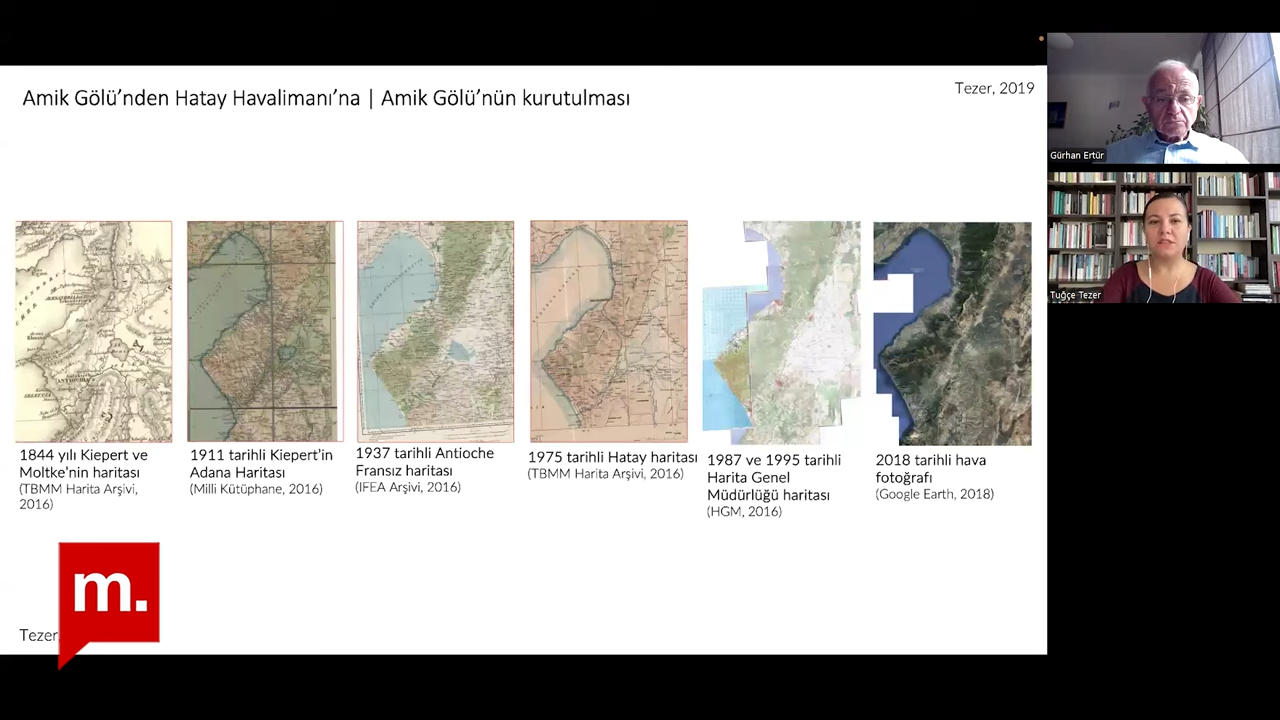 Amik Gölü'nden Hatay Havalimanı'na | Amik Gölü'nün kurutulması
Tezer, 2019
Gürhan Ertür
Tuğçe Tezer
1844 yılı Kiepert ve
Moltke'nin haritası
(TBMM Harita Arşivi,
2016)
1911 tarihli Kiepert'in
Adana Haritası
(Milli Kütüphane, 2016)
1937 tarihli Antioche
Fransız haritası
(IFEA Arşivi, 2016)
1975 tarihli Hatay haritası
(TBMM Harita Arşivi, 2016)
1987 ve 1995 tarihli
Harita Genel
Müdürlüğü haritası
(HGM, 2016)
2018 tarihli hava
fotoğrafı
(Google Earth, 2018)
m.
Tezer,